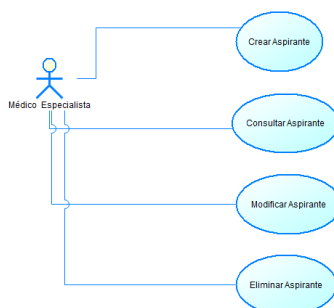 Crear Aspirante
Médico Especialista
Consultar Aspirante
Modificar Aspirante
Eliminar Aspirante